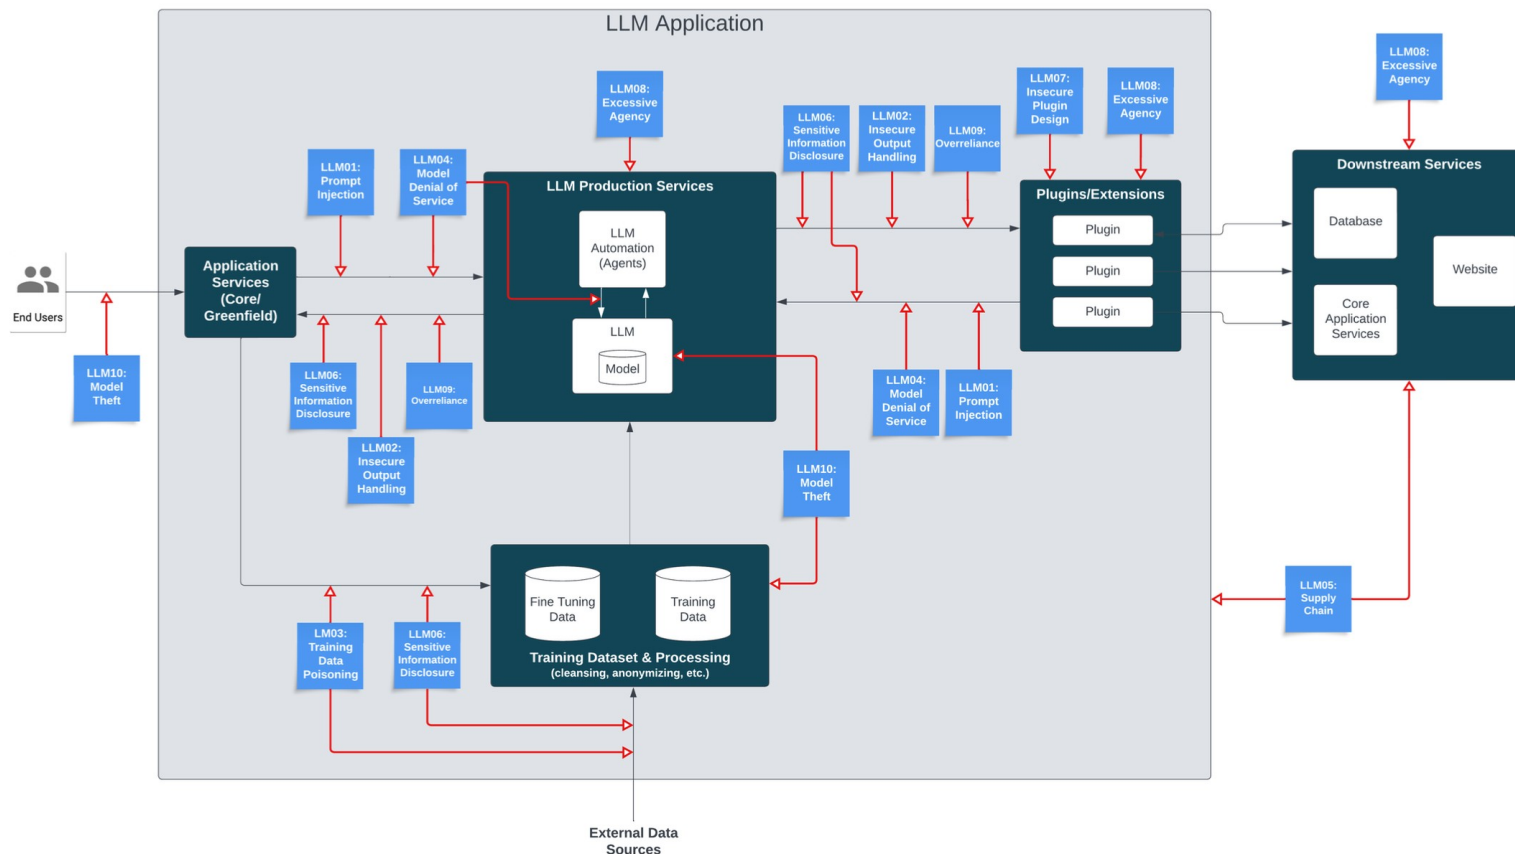 LLM Application
LLM08:
Excessive
Agency
LLM08:
Excessive
Agency
LLM07:
Insecure
Plugin
Design
LLM08:
Excessive
Agency
LLM06:
Sensitive
Information
Disclosure
LLM02:
Insecure
Output
Handling
LLM09:
Overreliance
LLM01:
Prompt
Injection
LLM04:
Model
Denial of
Service
LLM Production Services
LLM
Automation
(Agents)
LLM
Model
Plugins/Extensions
Plugin
Plugin
Plugin
Downstream Services
Database
Website
Core
Application
Services
Application
Services
(Core/
Greenfield)
End Users
LLM10:
Model
Theft
LLM06:
Sensitive
Information
Disclosure
LLM02:
Insecure
Output
Handling
LLM09:
Overreliance
LLM04:
Model
Denial of
Service
LLM01:
Prompt
Injection
LLM10:
Model
Theft
LLM05:
Supply
Chain
Fine Tuning
Data
Training
Data
Training Dataset & Processing
(cleansing, anonymizing, etc.)
LM03:
Training
Data
Poisoning
LLM06:
Sensitive
Information
Disclosure
External Data
Sources